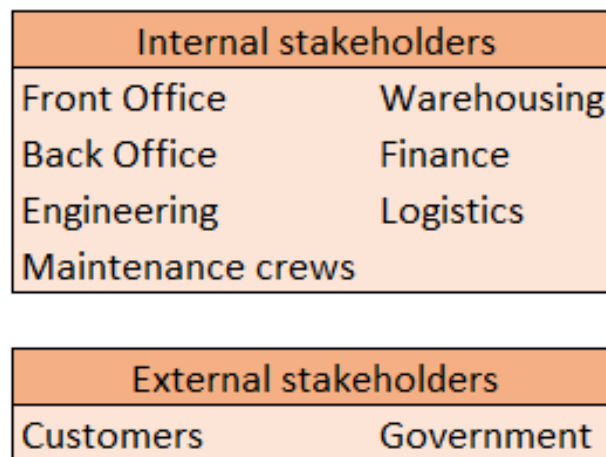 Internal stakeholders
Front Office Warehousing
Back Office Finance
Engineering Logistics
Maintenance crews
External stakeholders
Customers Government